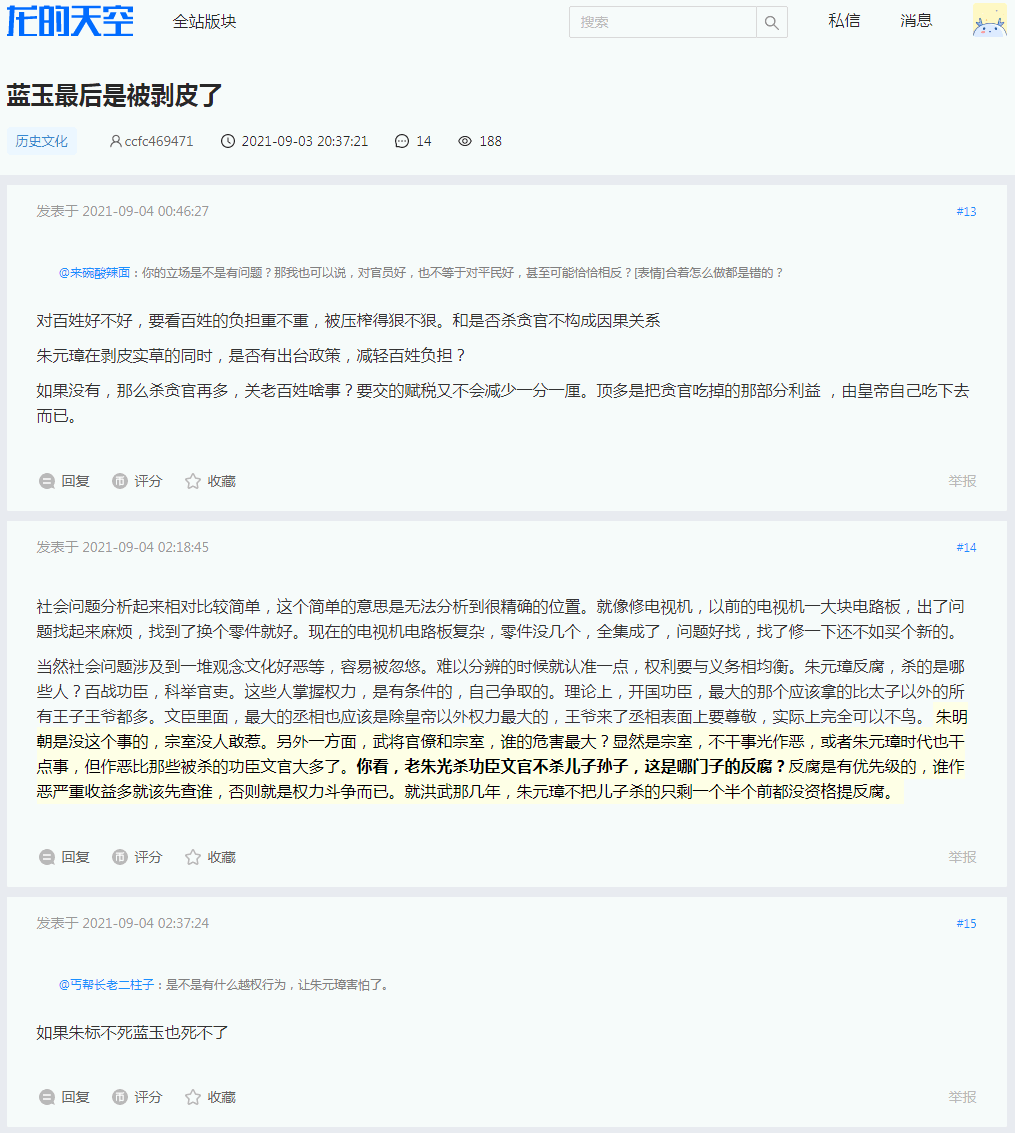 龙的天空 全站版块 搜索 私信 消息
蓝玉最后是被剥皮了
历史文化 ccfc469471 2021-09-03 20:37:21 14 188
发表于 2021-09-04 00:46:27 #13
@来碗酸辣面：你的立场是不是有问题？那我也可以说，对官员好，也不等于对平民好，甚至可能恰恰相反？[表情]合着怎么做都是错的？
对百姓好不好，要看百姓的负担重不重，被压榨得狠不狠。和是否杀贪官不构成因果关系
朱元璋在剥皮实草的同时，是否有出台政策，减轻百姓负担？
如果没有，那么杀贪官再多，关老百姓啥事？要交的赋税又不会减少一分一厘。顶多是把贪官吃掉的那部分利益 ，由皇帝自己吃下去
而已。
回复 评分 收藏 举报
发表于 2021-09-04 02:18:45 #14
社会问题分析起来相对比较简单，这个简单的意思是无法分析到很精确的位置。就像修电视机，以前的电视机一大块电路板，出了问
题找起来麻烦，找到了换个零件就好。现在的电视机电路板复杂，零件没几个，全集成了，问题好找，找了修一下还不如买个新的。
当然社会问题涉及到一堆观念文化好恶等，容易被忽悠。难以分辨的时候就认准一点，权利要与义务相均衡。朱元璋反腐，杀的是哪
些人？百战功臣，科举官吏。这些人掌握权力，是有条件的，自己争取的。理论上，开国功臣，最大的那个应该拿的比太子以外的所
有王子王爷都多。文臣里面，最大的丞相也应该是除皇帝以外权力最大的，王爷来了丞相表面上要尊敬，实际上完全可以不鸟。 朱明
朝是没这个事的，宗室没人敢惹。另外一方面，武将官僚和宗室，谁的危害最大？显然是宗室，不干事光作恶，或者朱元璋时代也干
点事，但作恶比那些被杀的功臣文官大多了。你看，老朱光杀功臣文官不杀儿子孙子，这是哪门子的反腐？反腐是有优先级的，谁作
恶严重收益多就该先查谁，否则就是权力斗争而已。就洪武那几年，朱元璋不把儿子杀的只剩一个半个前都没资格提反腐。
回复 评分 收藏 举报
发表于 2021-09-04 02:37:24 #15
@丐帮长老二柱子：是不是有什么越权行为，让朱元璋害怕了。
如果朱标不死蓝玉也死不了
回复 评分 收藏 举报